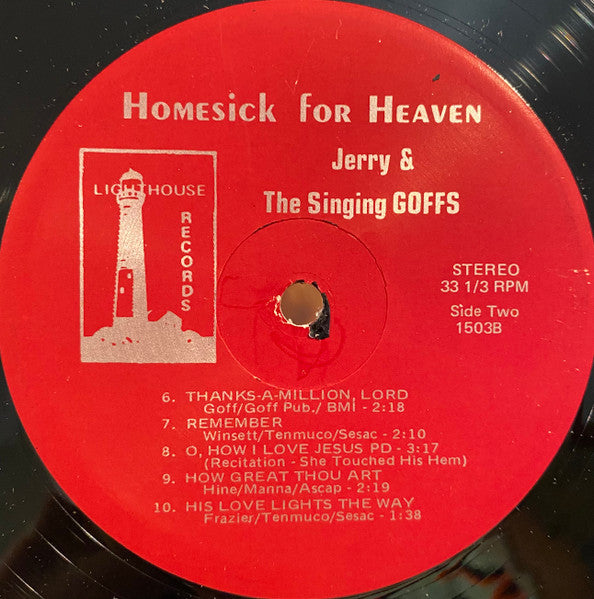 HOMESICK FOR HEAVEN
Jerry &
The Singing GOFFS
LIGHTHOUSE
RECORDS
STEREO
33 1/3 RPM
Side Two
1503B
6. THANKS-A-MILLION, LORD
Goff/Goff Pub./ BMI - 2:18
7. REMEMBER
Winsett/Tenmuco/Sesac - 2:10
8. O, HOW I LOVE JESUS PD - 3:17
(Recitation - She Touched His Hem)
9. HOW GREAT THOU ART
Hine/Manna/Ascap - 2:19
10. HIS LOVE LIGHTS THE WAY
Frazier/Tenmuco/Sesac - 1:38